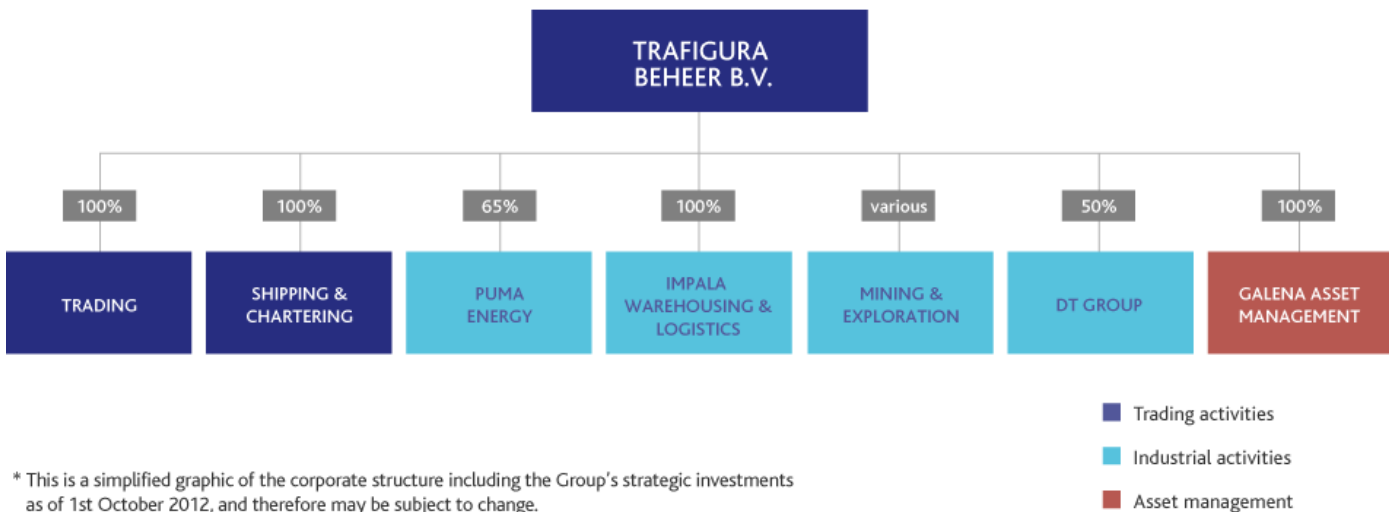 TRAFIGURA
BEHEER B.V.
100%
100%
65%
100%
various
50%
100%
TRADING
SHIPPING &
CHARTERING
PUMA
ENERGY
IMPALA
WAREHOUSING &
LOGISTICS
MINING &
EXPLORATION
DT GROUP
GALENA ASSET
MANAGEMENT
Trading activities
Industrial activities
Asset management
* This is a simplified graphic of the corporate structure including the Group's strategic investments
as of 1st October 2012, and therefore may be subject to change.